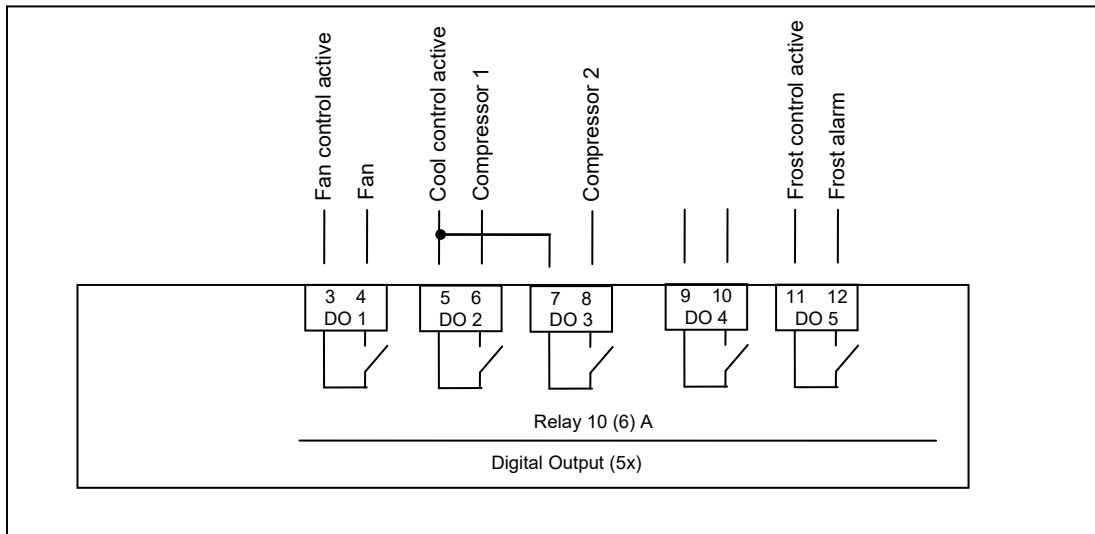 Fan control active
Fan
Cool control active
Compressor 1
Compressor 2
Frost control active
Frost alarm
3 4
DO 1
5 6
DO 2
7 8
DO 3
9 10
DO 4
11 12
DO 5
Relay 10 (6) A
Digital Output (5x)